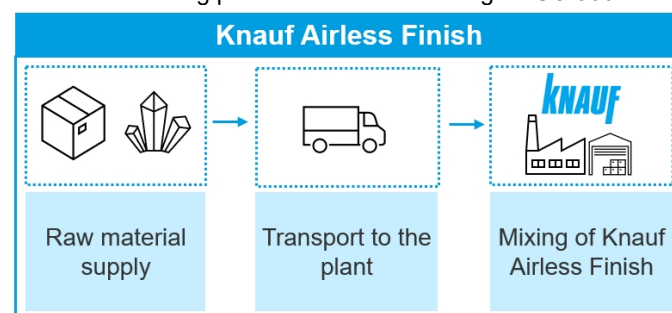 Knauf Airless Finish
KNAUF
Raw material
supply
Transport to the
plant
Mixing of Knauf
Airless Finish